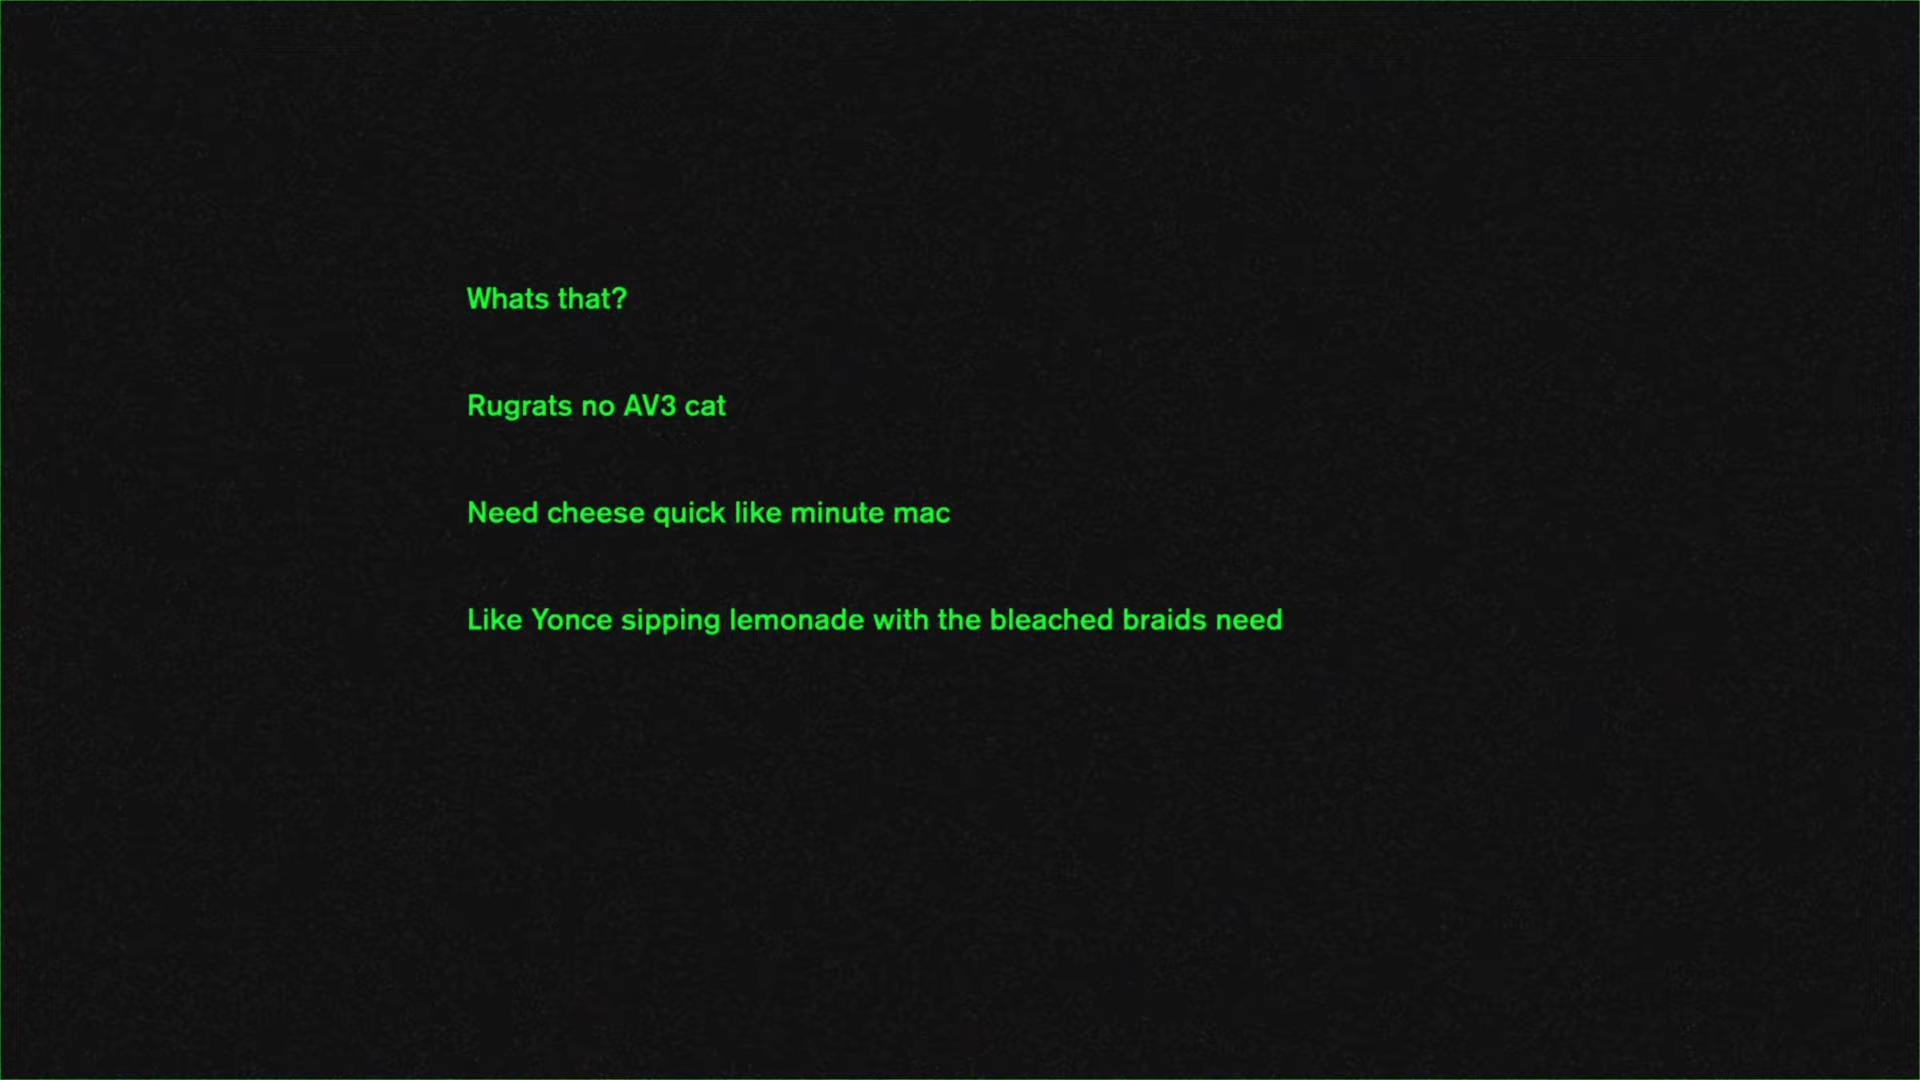 Whats that?
Rugrats no AV3 cat
Need cheese quick like minute mac
Like Yonce sipping lemonade with the bleached braids need